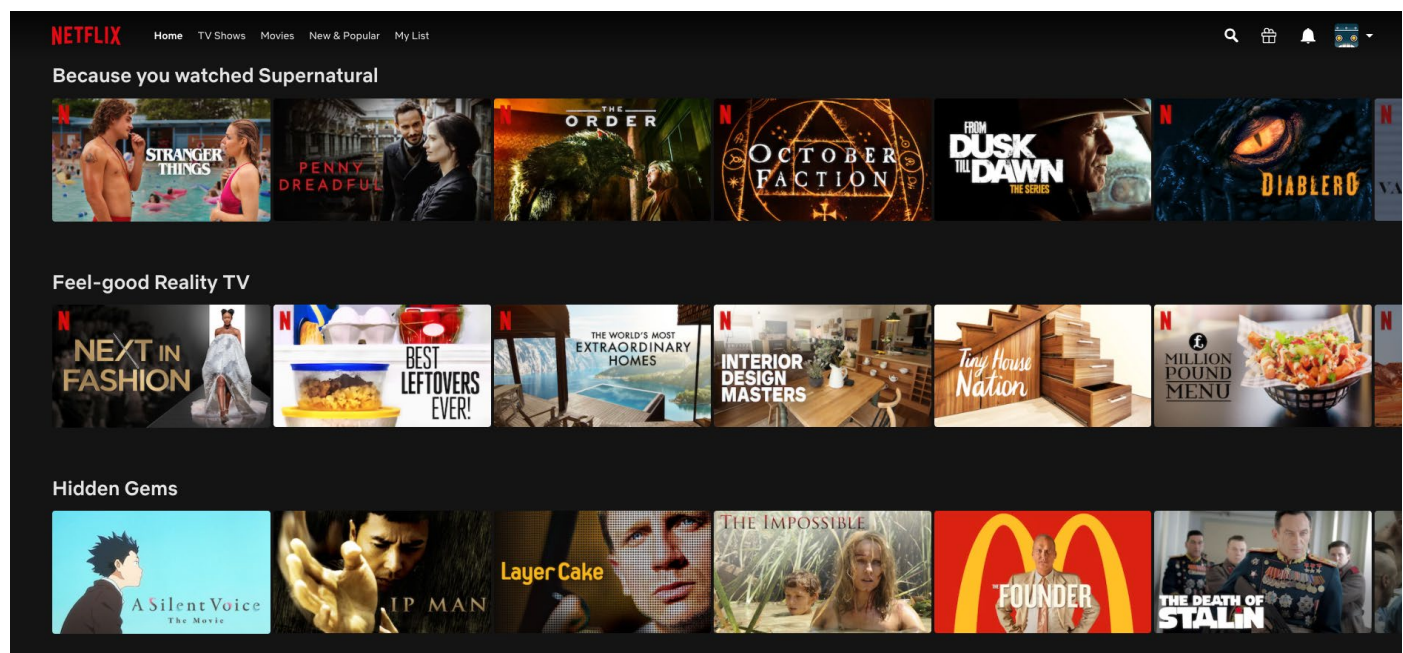 NETFLIX Home TV Shows Movies New & Popular My List
Because you watched Supernatural
N
STRANGER
THINGS
PENNY
DREADFUL
N
THE
ORDER
N
OCTOBER
FACTION
FROM
DUSK
TILL DAWN
THE SERIES
N
DIABLERO
N
VA
Feel-good Reality TV
N
NEXT IN
FASHION
N
BEST
LEFTOVERS
EVER!
N
THE WORLD'S MOST
EXTRAORDINARY
HOMES
N
INTERIOR
DESIGN
MASTERS
Tiny House
Nation
N
£
MILLION
POUND
MENU
N
Hidden Gems
A Silent Voice
The Movie
IP MAN
Layer Cake
THE IMPOSSIBLE
THE
FOUNDER
THE DEATH OF
STALIN